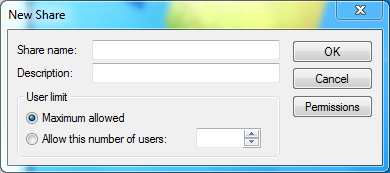 New Share
Share name:
OK
Description:
Cancel
User limit
Permissions
Maximum allowed
Allow this number of users: